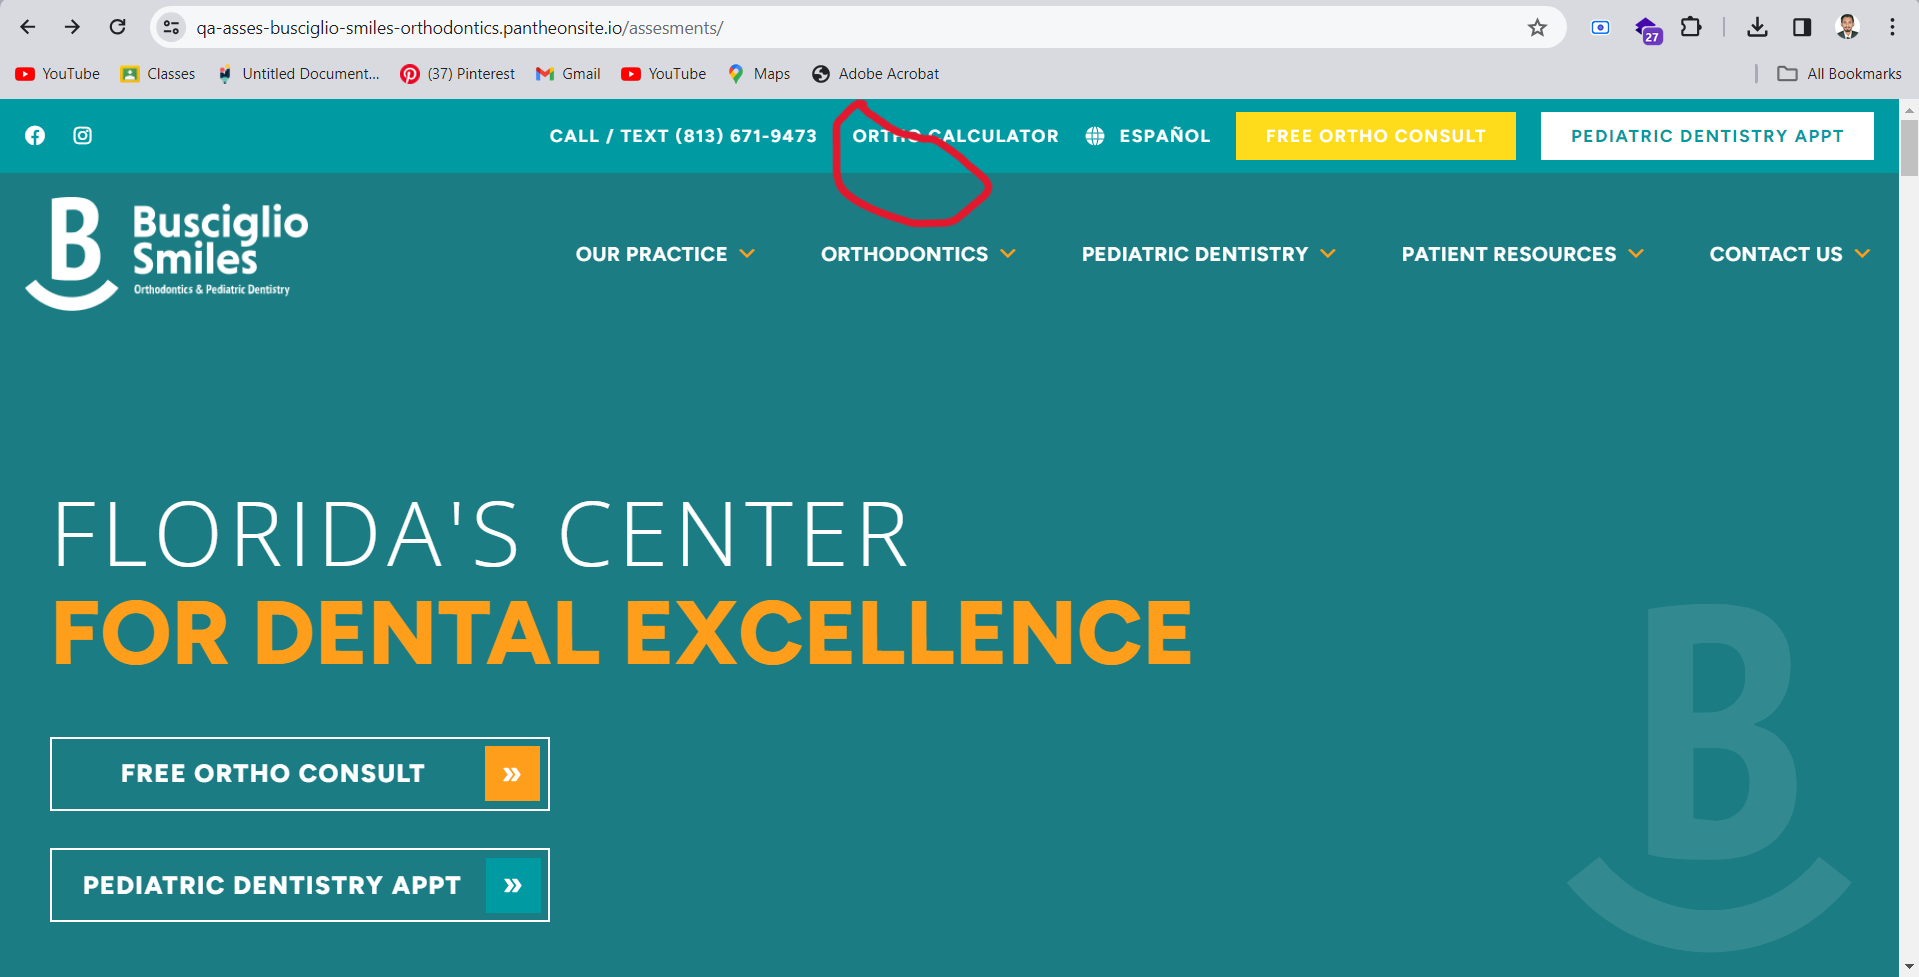 qa-asses-busciglio-smiles-orthodontics.pantheonsite.io/assesments/
27
YouTube Classes Untitled Document... (37) Pinterest Gmail YouTube Maps Adobe Acrobat All Bookmarks
CALL / TEXT (813) 671-9473 ORTHO CALCULATOR ESPAÑOL FREE ORTHO CONSULT PEDIATRIC DENTISTRY APPT
B Busciglio
Smiles
Orthodontics & Pediatric Dentistry
OUR PRACTICE ORTHODONTICS PEDIATRIC DENTISTRY PATIENT RESOURCES CONTACT US
FLORIDA'S CENTER
FOR DENTAL EXCELLENCE
FREE ORTHO CONSULT »
PEDIATRIC DENTISTRY APPT »
B